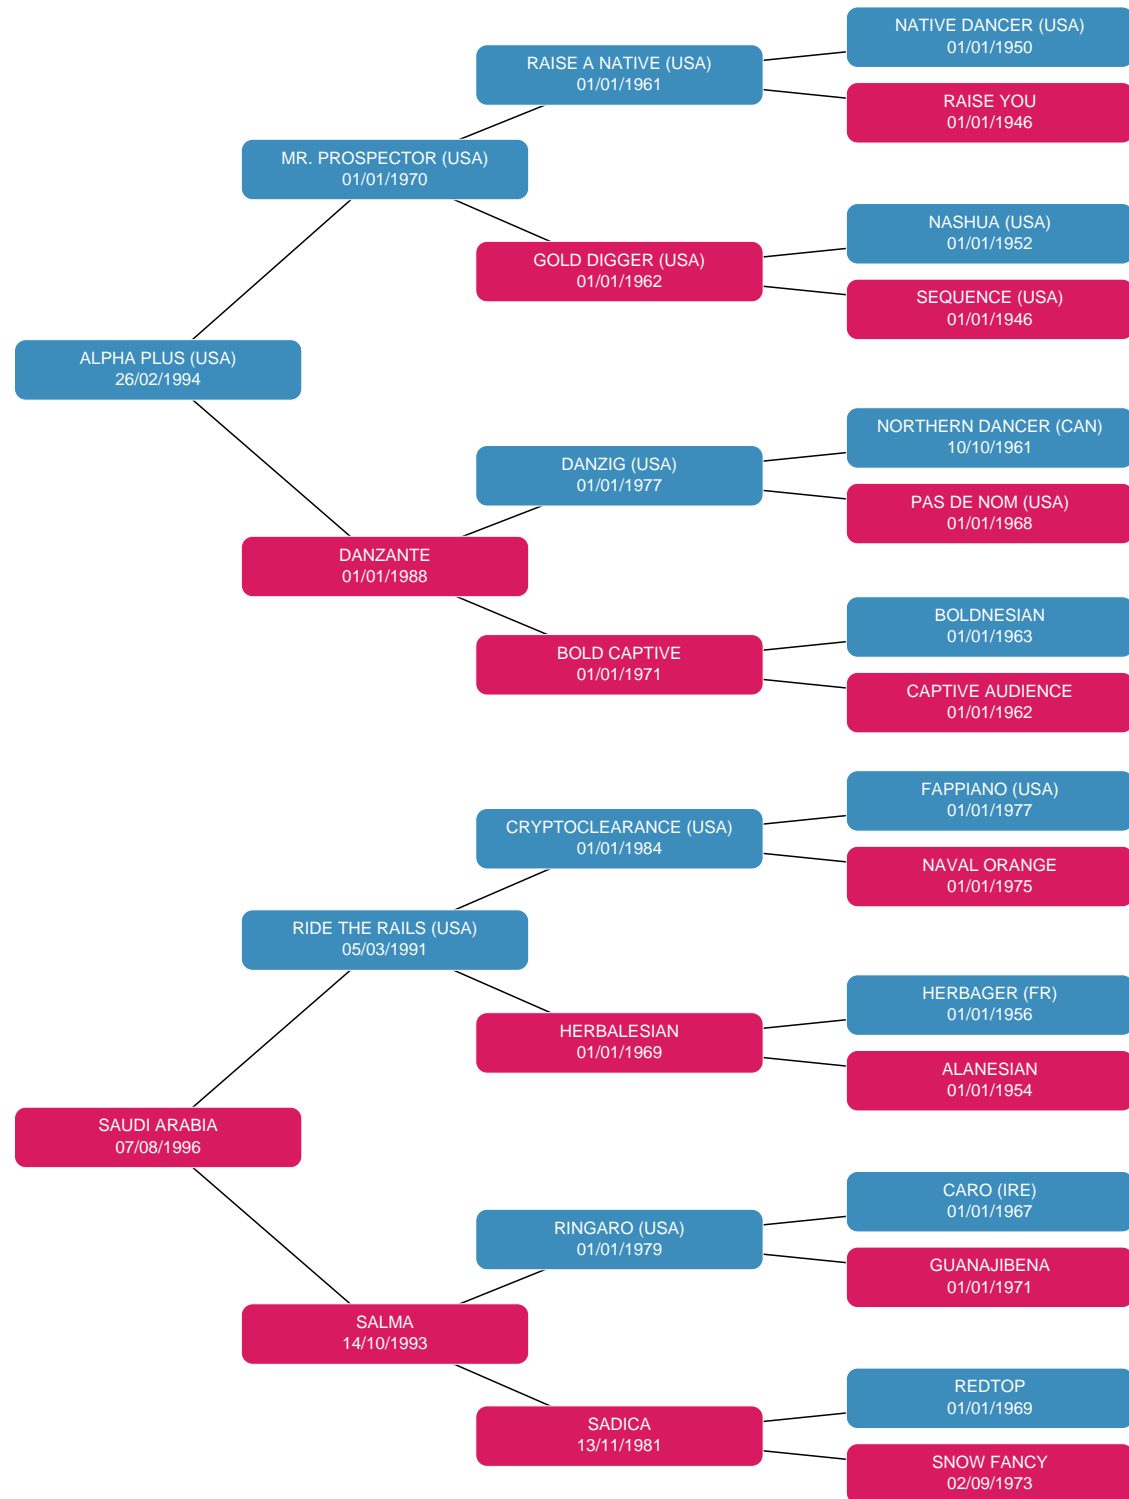 NATIVE DANCER (USA)
01/01/1950
RAISE A NATIVE (USA)
01/01/1961
RAISE YOU
01/01/1946
MR. PROSPECTOR (USA)
01/01/1970
NASHUA (USA)
01/01/1952
GOLD DIGGER (USA)
01/01/1962
SEQUENCE (USA)
01/01/1946
ALPHA PLUS (USA)
26/02/1994
NORTHERN DANCER (CAN)
10/10/1961
DANZIG (USA)
01/01/1977
PAS DE NOM (USA)
01/01/1968
DANZANTE
01/01/1988
BOLDNESIAN
01/01/1963
BOLD CAPTIVE
01/01/1971
CAPTIVE AUDIENCE
01/01/1962
FAPPIANO (USA)
01/01/1977
CRYPTOCLEARANCE (USA)
01/01/1984
NAVAL ORANGE
01/01/1975
RIDE THE RAILS (USA)
05/03/1991
HERBAGER (FR)
01/01/1956
HERBALESIAN
01/01/1969
ALANESIAN
01/01/1954
SAUDI ARABIA
07/08/1996
CARO (IRE)
01/01/1967
RINGARO (USA)
01/01/1979
GUANAJIBENA
01/01/1971
SALMA
14/10/1993
REDTOP
01/01/1969
SADICA
13/11/1981
SNOW FANCY
02/09/1973